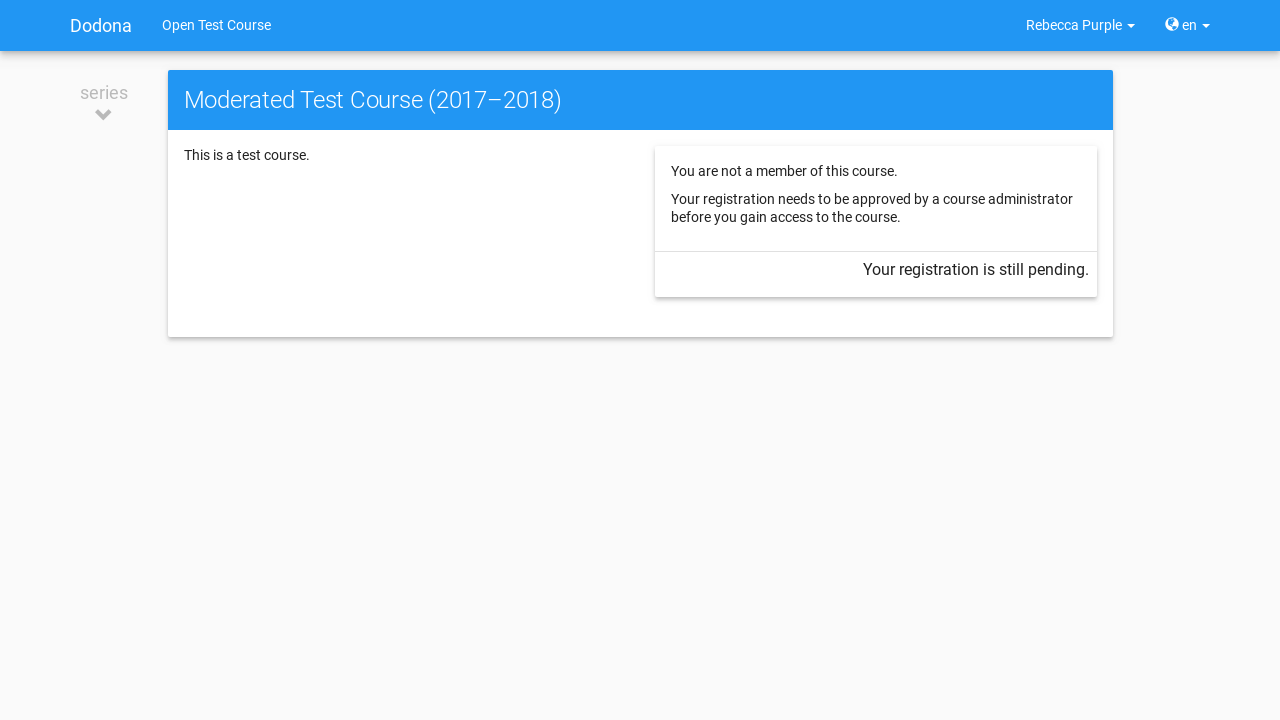 Dodona
Open Test Course
Rebecca Purple
en
series
Moderated Test Course (2017–2018)
This is a test course.
You are not a member of this course.
Your registration needs to be approved by a course administrator
before you gain access to the course.
Your registration is still pending.